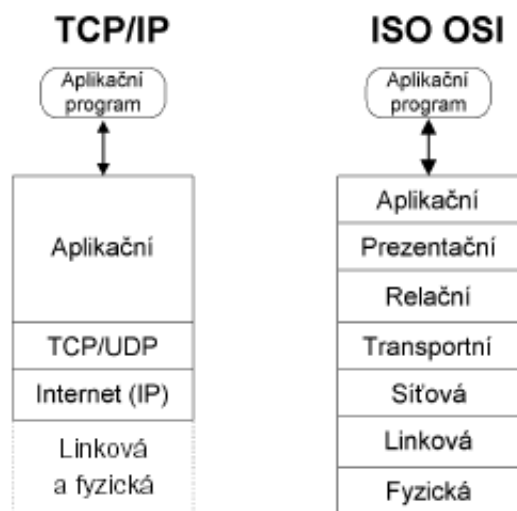 TCP/IP
Aplikační
program
Aplikační
TCP/UDP
Internet (IP)
Linková
a fyzická
ISO OSI
Aplikační
program
Aplikační
Prezentační
Relační
Transportní
Síťová
Linková
Fyzická